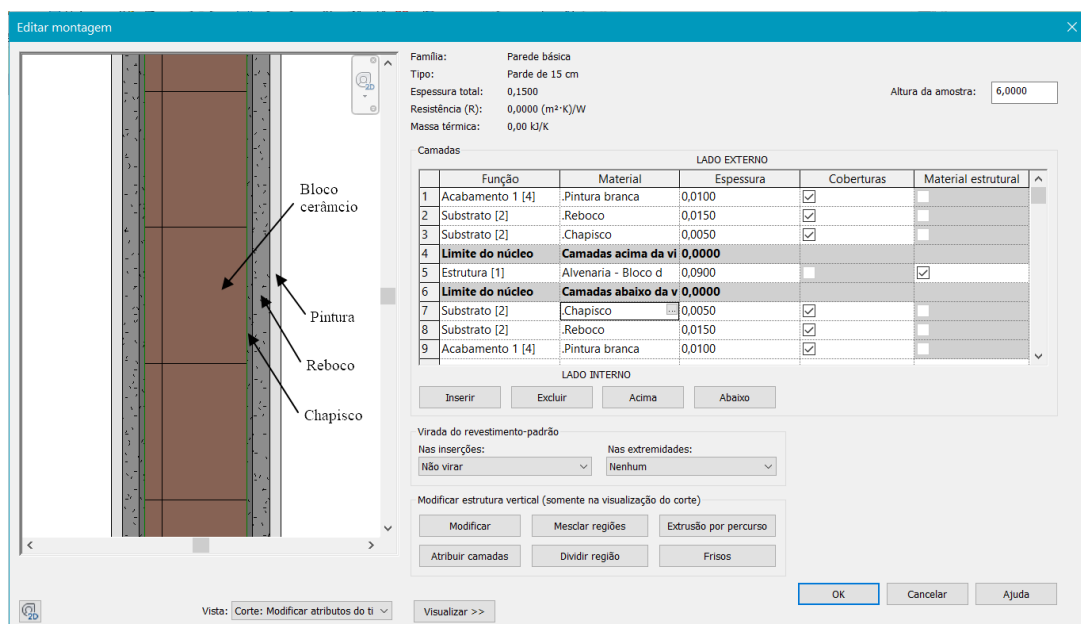 Editar montagem
Família: Parede básica
Tipo: Parde de 15 cm
Espessura total: 0,1500
Resistência (R): 0,0000 (m²·K)/W
Massa térmica: 0,00 kJ/K
Altura da amostra: 6,0000
2D
Bloco
cerâmcio
Pintura
Reboco
Chapisco
Camadas
LADO EXTERNO
Função Material Espessura Coberturas Material estrutural
1 Acabamento 1 [4] .Pintura branca 0,0100
2 Substrato [2] .Reboco 0,0150
3 Substrato [2] .Chapisco 0,0050
4 Limite do núcleo Camadas acima da vi 0,0000
5 Estrutura [1] Alvenaria - Bloco d 0,0900
6 Limite do núcleo Camadas abaixo da v 0,0000
7 Substrato [2] .Chapisco ... 0,0050
8 Substrato [2] .Reboco 0,0150
9 Acabamento 1 [4] .Pintura branca 0,0100
LADO INTERNO
Inserir Excluir Acima Abaixo
Virada do revestimento-padrão
Nas inserções: Nas extremidades:
Não virar Nenhum
Modificar estrutura vertical (somente na visualização do corte)
Modificar Mesclar regiões Extrusão por percurso
Atribuir camadas Dividir região Frisos
OK Cancelar Ajuda
2D Vista: Corte: Modificar atributos do ti Visualizar >>